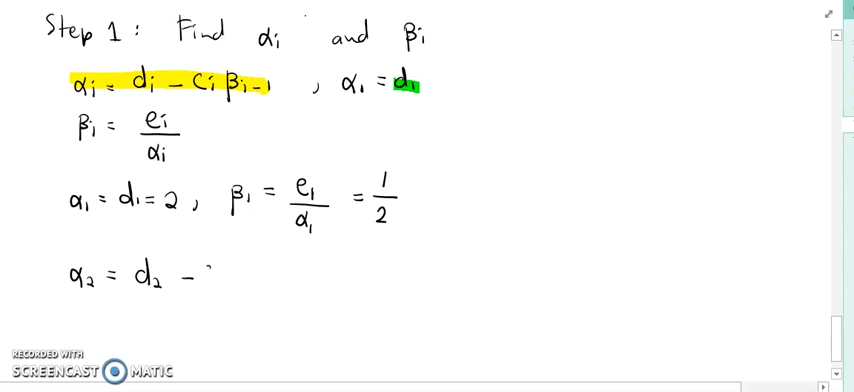 Step 1 : Find αi and βi
αi = di − ci βi−1 , α1 = d1
βi = ei / αi
α1 = d1 = 2 , β1 = e1 / α1 = 1 / 2
α2 = d2 −
RECORDED WITH
SCREENCAST MATIC